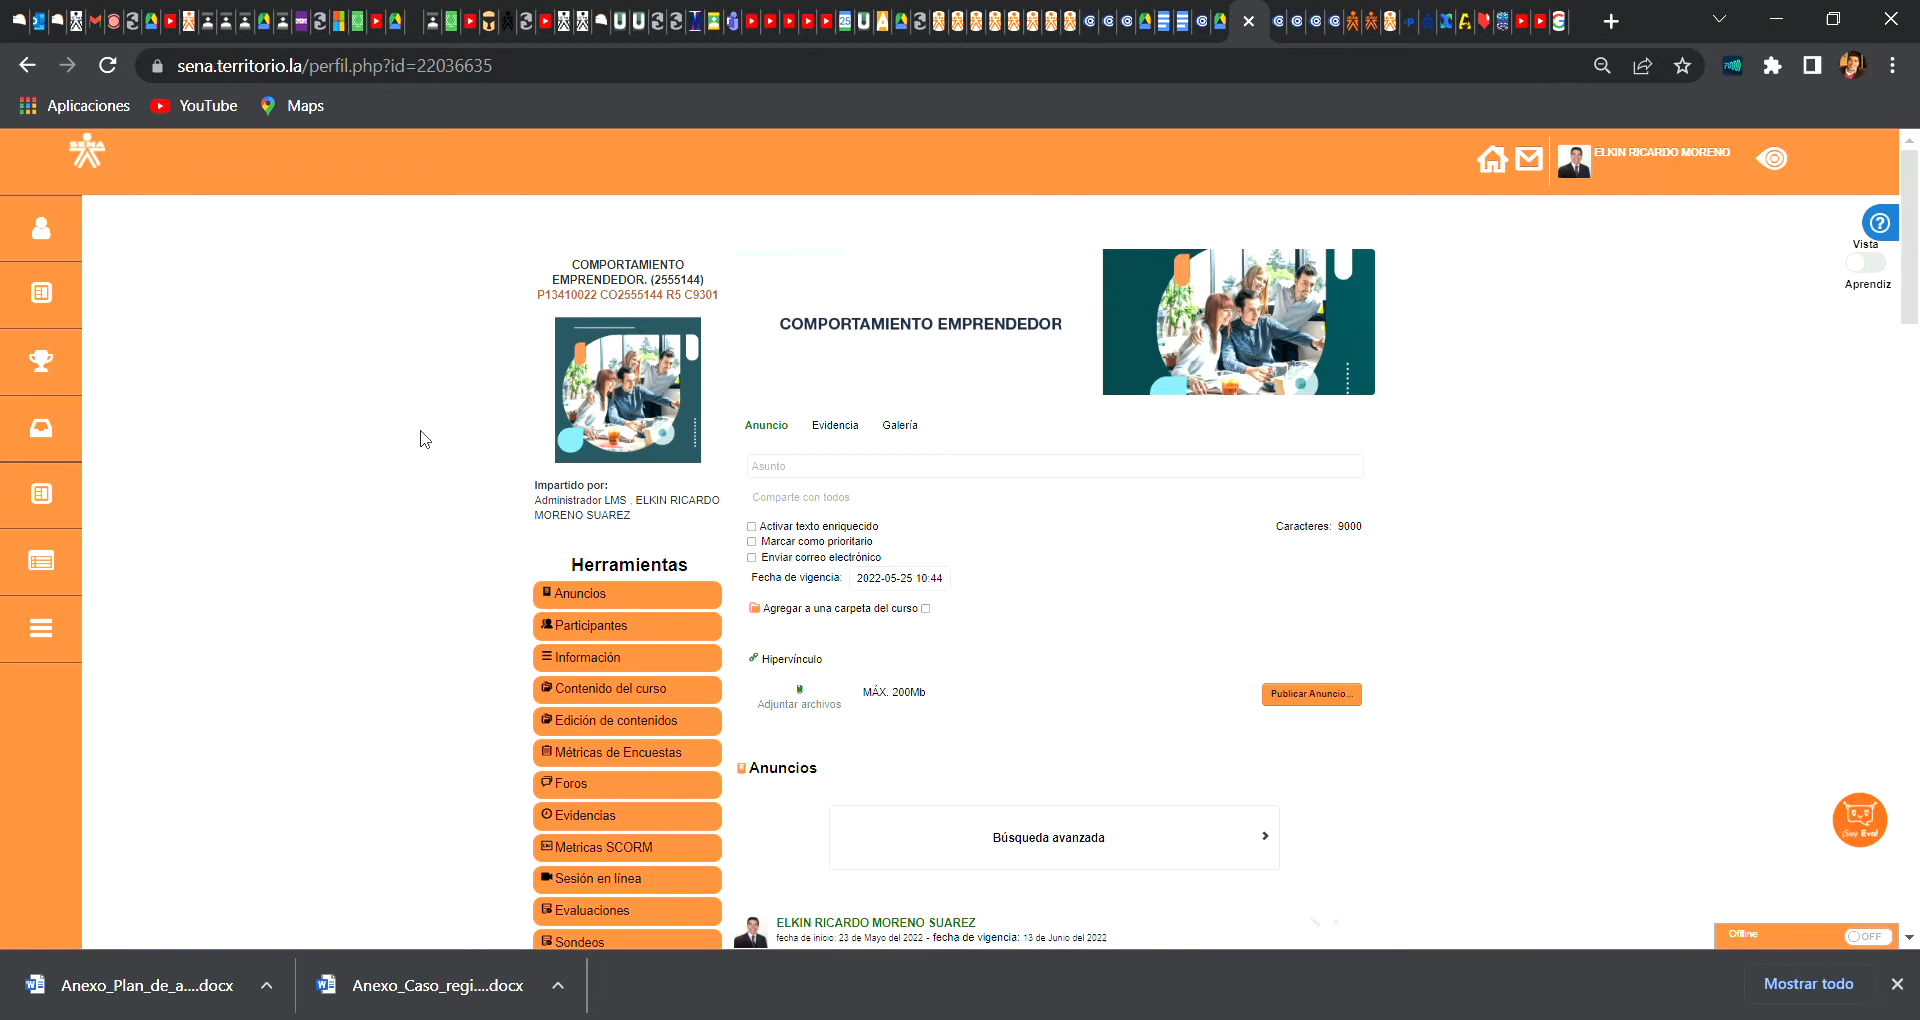 sena.territorio.la/perfil.php?id=22036635
Aplicaciones
YouTube
Maps
SENA
ELKIN RICARDO MORENO
Vista
Aprendiz
COMPORTAMIENTO
EMPRENDEDOR. (2555144)
P13410022 CO2555144 R5 C9301
COMPORTAMIENTO EMPRENDEDOR
Impartido por:
Administrador LMS , ELKIN RICARDO
MORENO SUAREZ
Herramientas
Anuncios
Participantes
Información
Contenido del curso
Edición de contenidos
Métricas de Encuestas
Foros
Evidencias
Metricas SCORM
Sesión en línea
Evaluaciones
Sondeos
Anuncio
Evidencia
Galería
Asunto
Comparte con todos
Activar texto enriquecido
Caracteres: 9000
Marcar como prioritario
Enviar correo electrónico
Fecha de vigencia: 2022-05-25 10:44
Agregar a una carpeta del curso
Hipervínculo
Adjuntar archivos
MÁX. 200Mb
Publicar Anuncio...
Anuncios
Búsqueda avanzada
ELKIN RICARDO MORENO SUAREZ
fecha de inicio: 23 de Mayo del 2022 - fecha de vigencia: 13 de Junio del 2022
¡Soy Eva!
Offline
OFF
Anexo_Plan_de_a....docx
Anexo_Caso_regi....docx
Mostrar todo